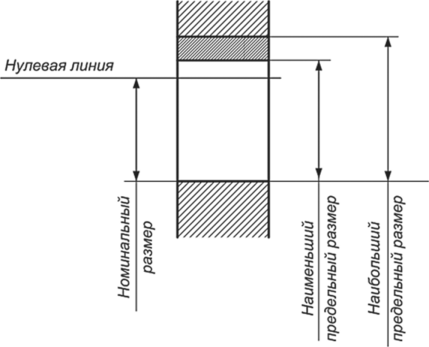 Нулевая линия
Номинальный
размер
Наименьший
предельный размер
Наибольший
предельный размер